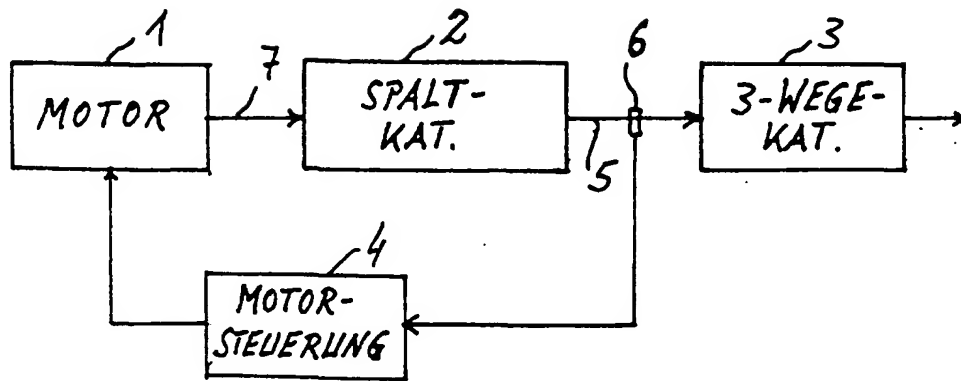 1
7
2
6
3
MOTOR
SPALT-
KAT.
3-WEGE-
KAT.
5
4
MOTOR-
STEUERUNG